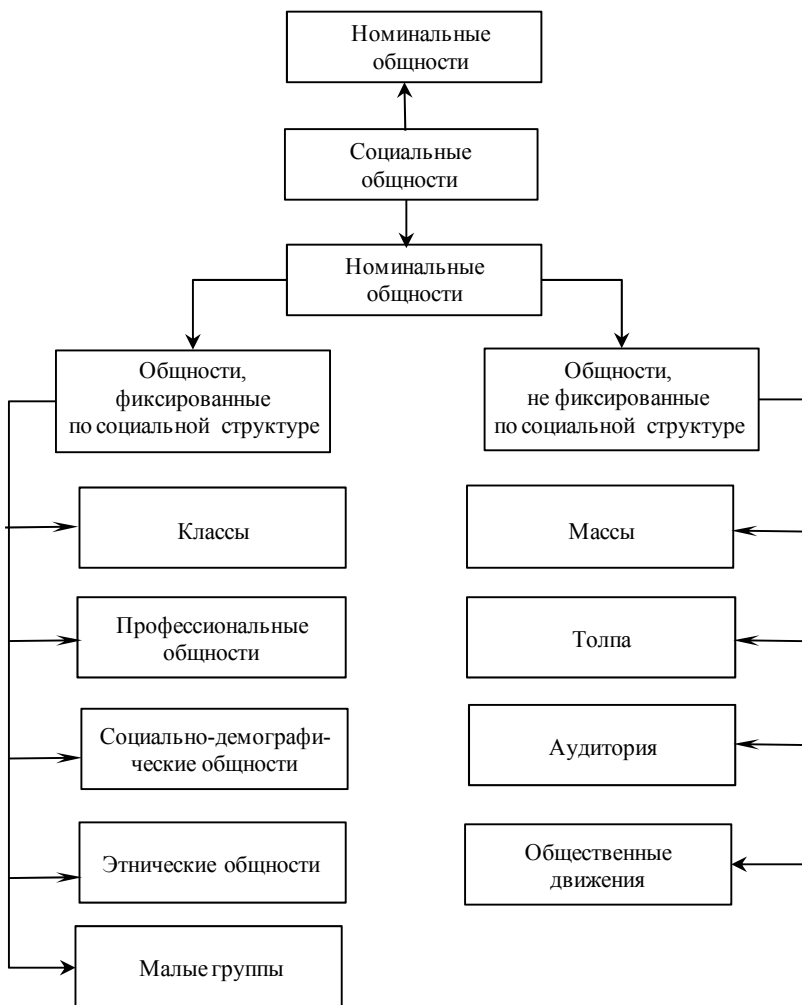 Номинальные
общности
Социальные
общности
Номинальные
общности
Общности,
фиксированные
по социальной структуре
Общности,
не фиксированные
по социальной структуре
Классы
Массы
Профессиональные
общности
Толпа
Социально-демографи-
ческие общности
Аудитория
Этнические общности
Общественные
движения
Малые группы